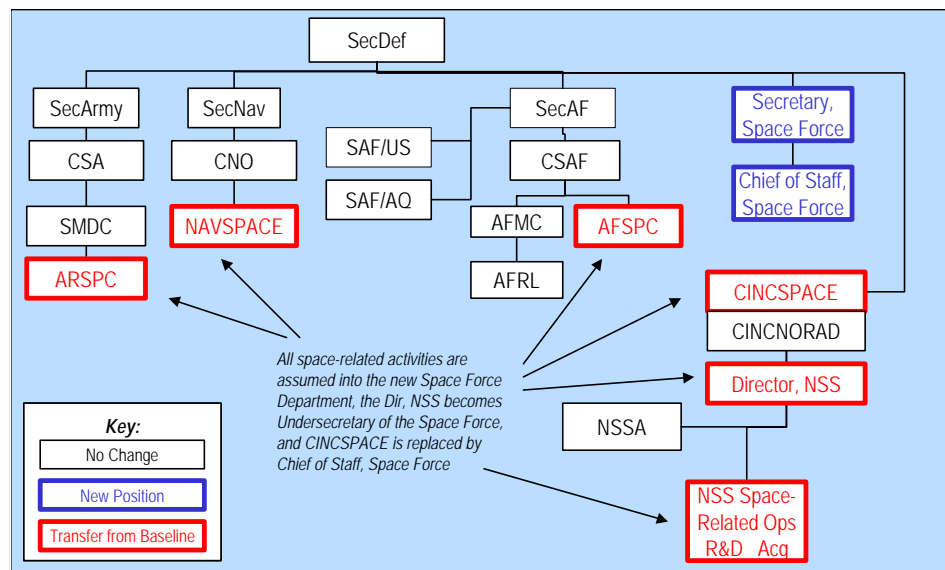 SecDef
SecArmy
SecNav
SecAF
Secretary,
Space Force
SAF/US
CSA
CNO
CSAF
Chief of Staff,
Space Force
SAF/AQ
SMDC
NAVSPACE
AFMC
AFSPC
ARSPC
AFRL
CINCSPACE
CINCNORAD
All space-related activities are
assumed into the new Space Force
Department, the Dir, NSS becomes
Undersecretary of the Space Force,
and CINCSPACE is replaced by
Chief of Staff, Space Force
Director, NSS
NSSA
NSS Space-
Related Ops
R&D Acq
Key:
No Change
New Position
Transfer from Baseline